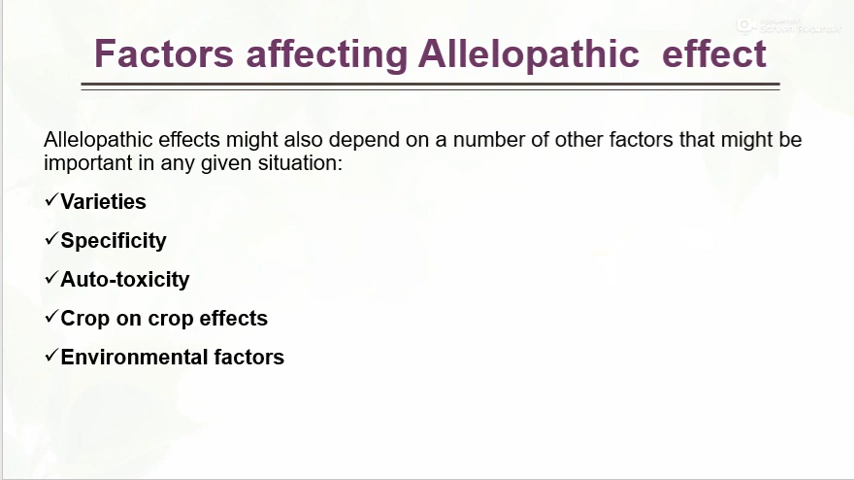 Factors affecting Allelopathic effect
Allelopathic effects might also depend on a number of other factors that might be
important in any given situation:
✓Varieties
✓Specificity
✓Auto-toxicity
✓Crop on crop effects
✓Environmental factors